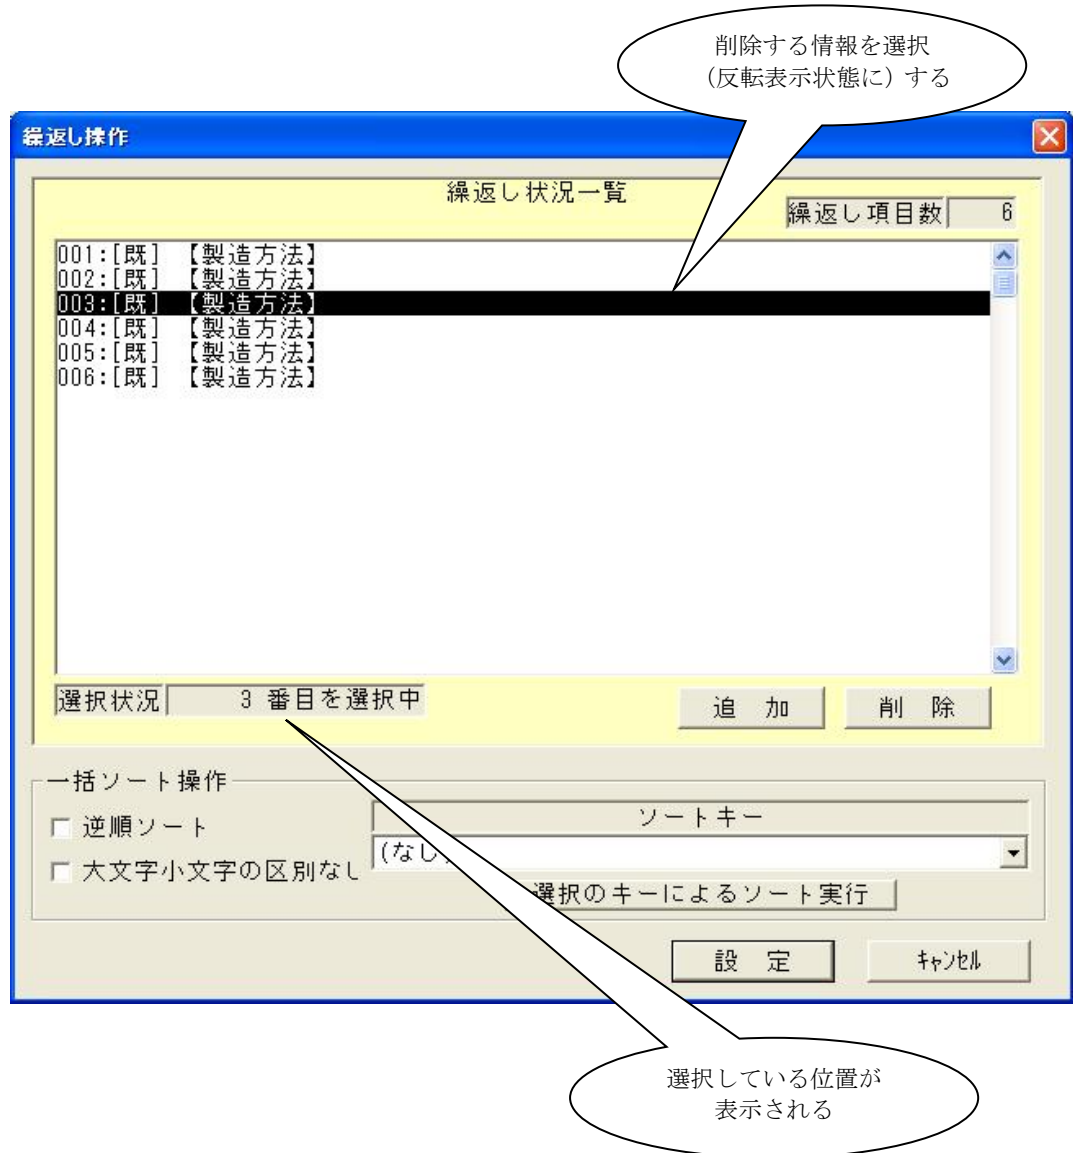 削除する情報を選択
（反転表示状態に）する
繰返し操作
繰返し状況一覧
繰返し項目数 6
001:[既] 【製造方法】
002:[既] 【製造方法】
003:[既] 【製造方法】
004:[既] 【製造方法】
005:[既] 【製造方法】
006:[既] 【製造方法】
選択状況 3 番目を選択中
追 加
削 除
一括ソート操作
逆順ソート
大文字小文字の区別なし
ソートキー
(なし)
選択のキーによるソート実行
設 定
ｷｬﾝｾﾙ
選択している位置が
表示される